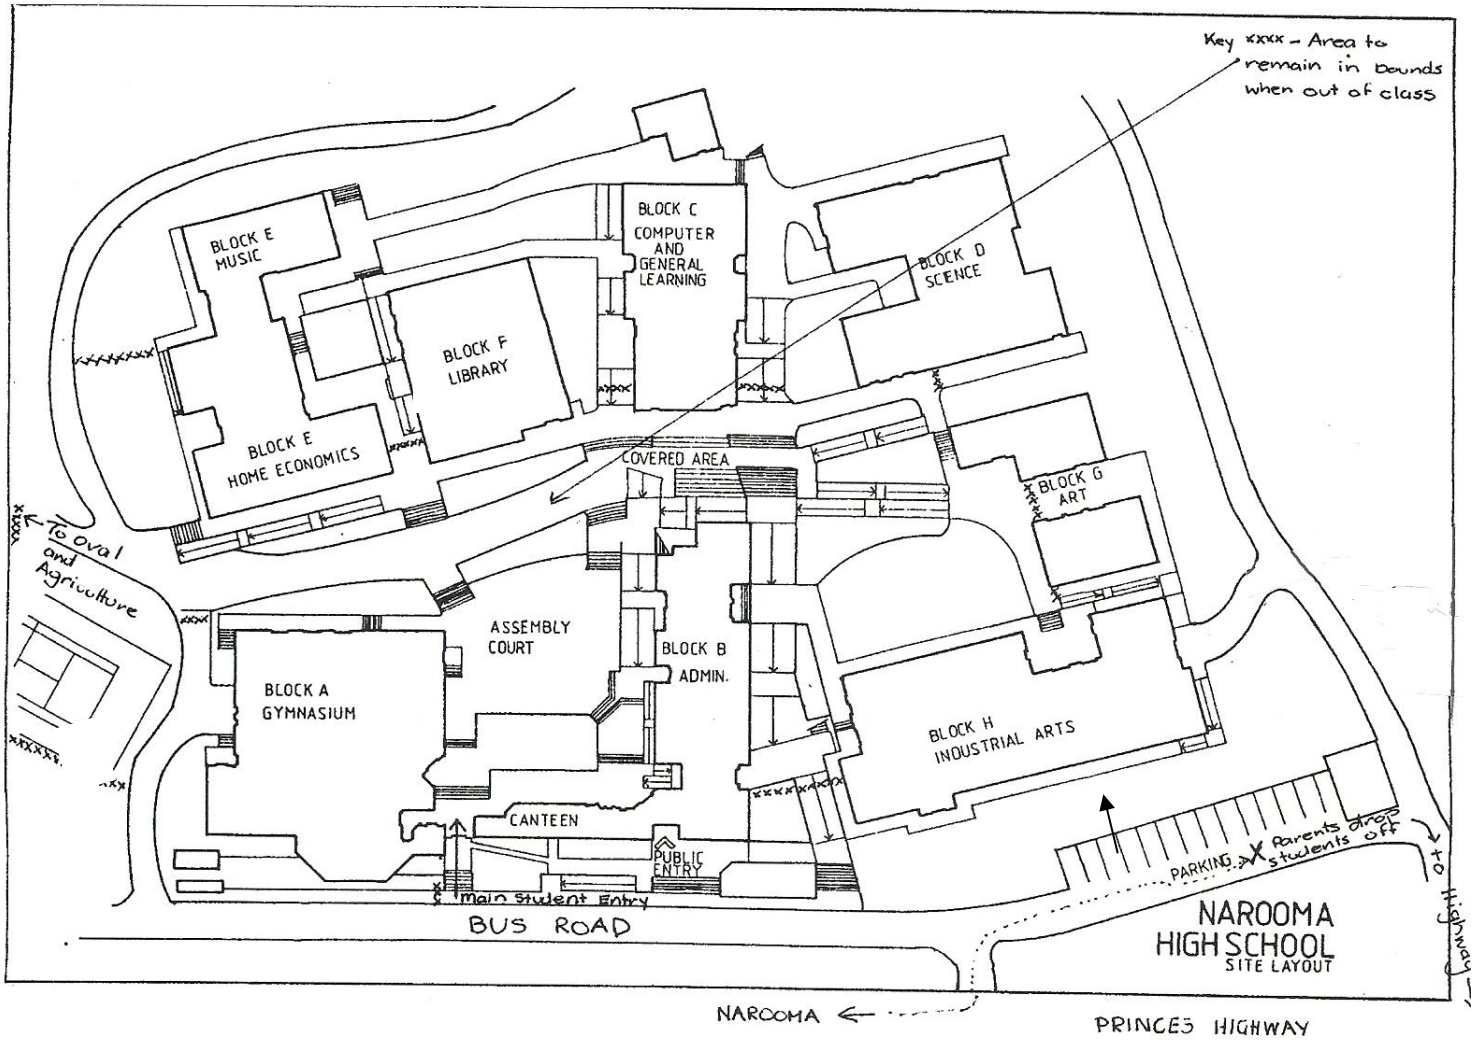 Key xxxx - Area to
remain in bounds
when out of class
BLOCK E
MUSIC
BLOCK C
COMPUTER
AND
GENERAL
LEARNING
BLOCK D
SCIENCE
BLOCK F
LIBRARY
BLOCK E
HOME ECONOMICS
COVERED AREA
BLOCK G
ART
To Oval
and
Agriculture
ASSEMBLY
COURT
BLOCK B
ADMIN.
BLOCK A
GYMNASIUM
BLOCK H
INDUSTRIAL ARTS
CANTEEN
PUBLIC
ENTRY
Main Student Entry
BUS ROAD
PARKING
X Parents drop
students off
to Highway
NAROOMA
HIGH SCHOOL
SITE LAYOUT
NAROOMA
PRINCES HIGHWAY